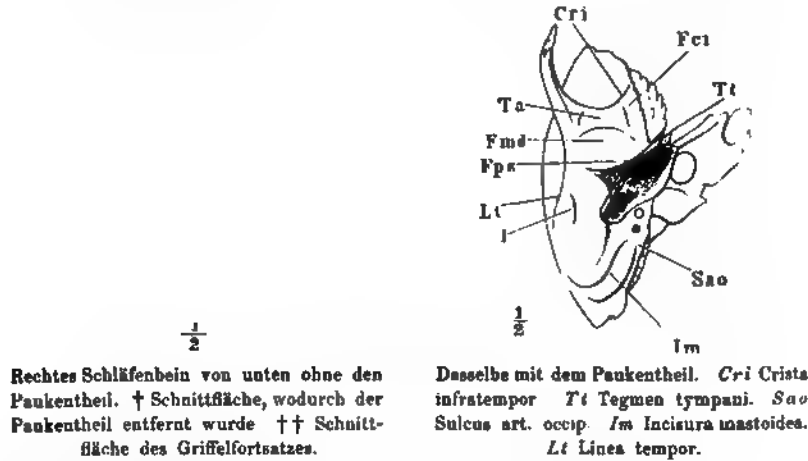 Cri
Fct
Ta
Tt
Fmd
Fps
Lt
Sao
1/2
1/2
Im
Rechtes Schläfenbein von unten ohne den
Paukentheil. † Schnittfläche, wodurch der
Paukentheil entfernt wurde †† Schnitt-
fläche des Griffelfortsatzes.
Dasselbe mit dem Paukentheil. Cri Crista
infratempor Tt Tegmen tympani. Sao
Sulcus art. occip Im Incisura mastoidea.
Lt Linea tempor.